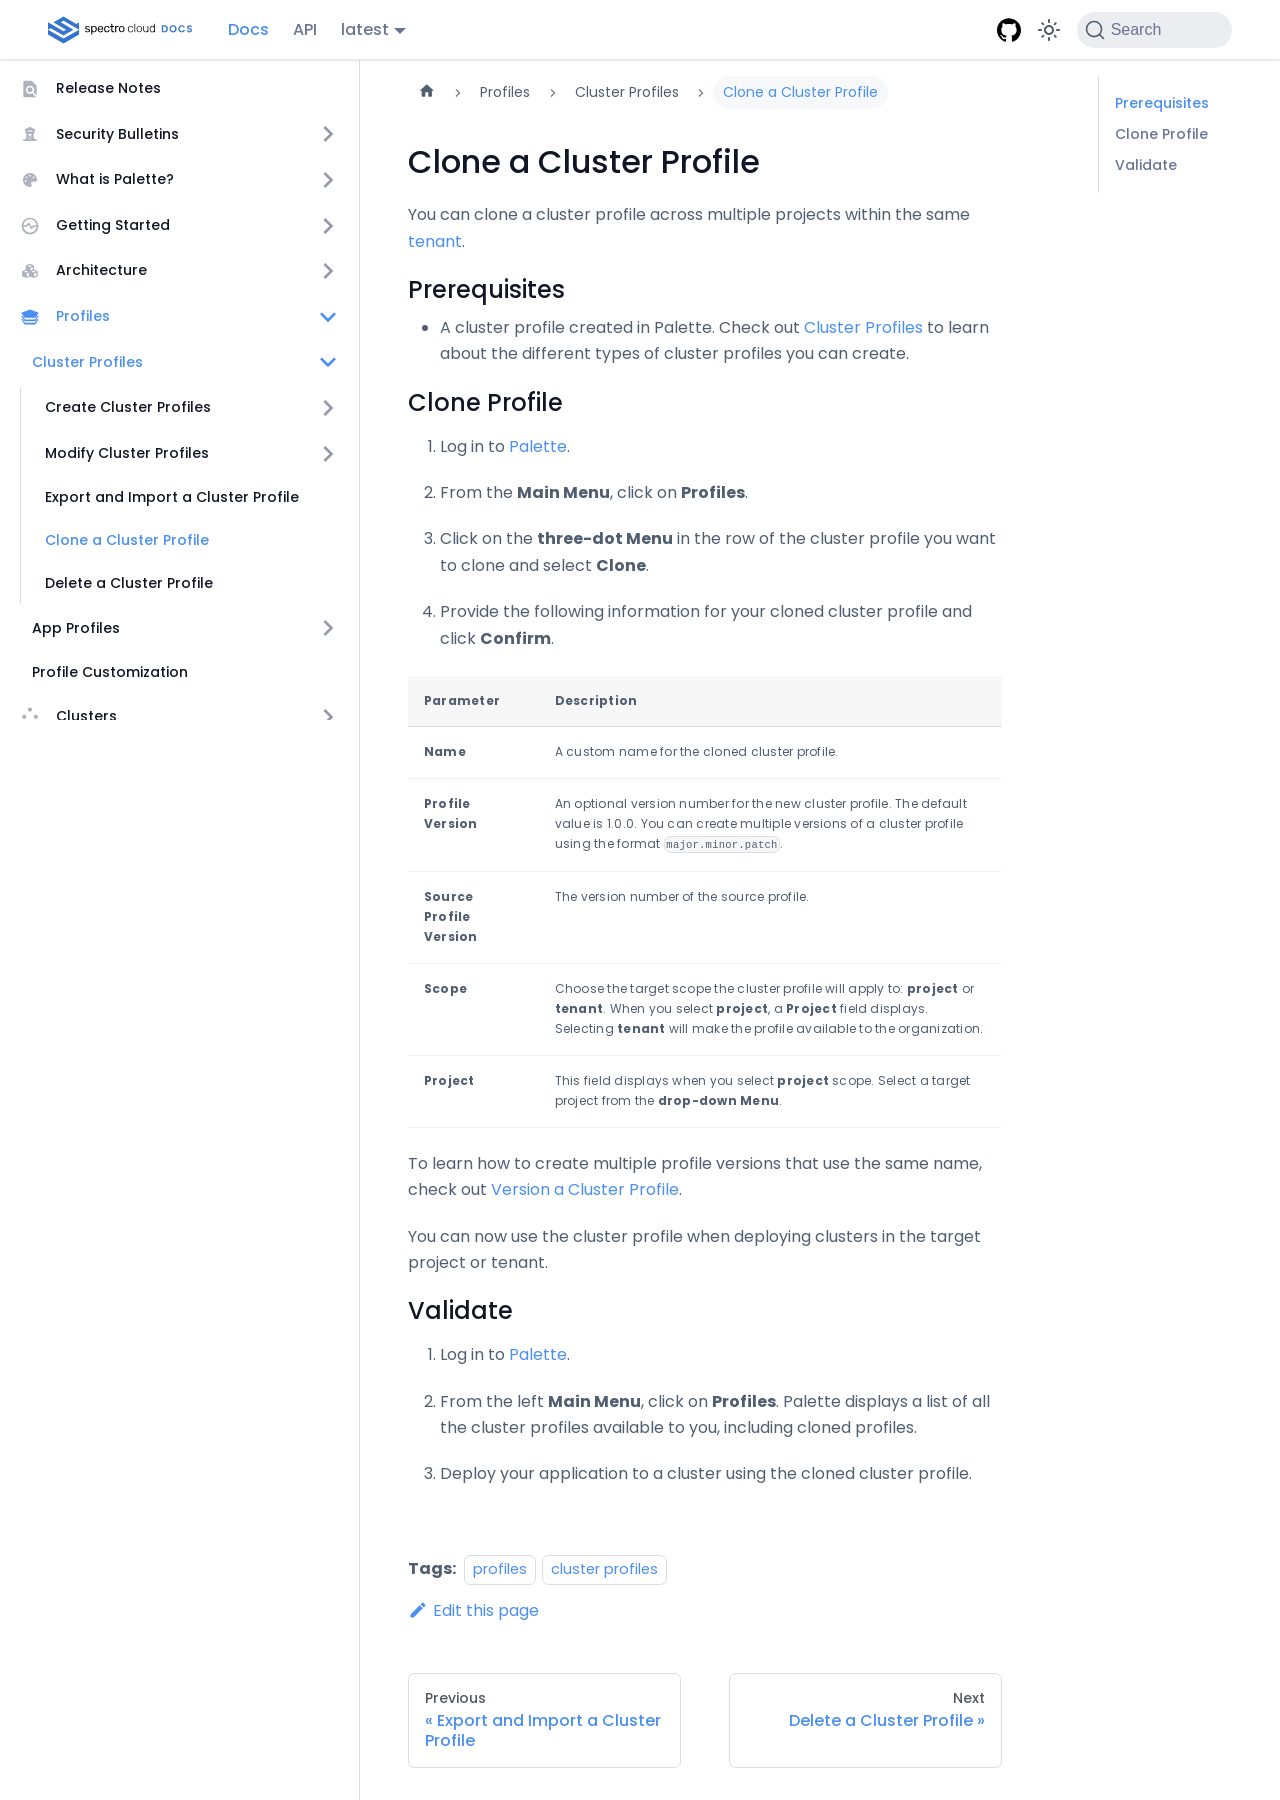 spectro cloud DOCS
Docs
API
latest
Search
Release Notes
Security Bulletins
What is Palette?
Getting Started
Architecture
Profiles
Cluster Profiles
Create Cluster Profiles
Modify Cluster Profiles
Export and Import a Cluster Profile
Clone a Cluster Profile
Delete a Cluster Profile
App Profiles
Profile Customization
Clusters
Profiles
Cluster Profiles
Clone a Cluster Profile
Clone a Cluster Profile
You can clone a cluster profile across multiple projects within the same
tenant.
Prerequisites
A cluster profile created in Palette. Check out Cluster Profiles to learn
about the different types of cluster profiles you can create.
Clone Profile
1. Log in to Palette.
2. From the Main Menu, click on Profiles.
3. Click on the three-dot Menu in the row of the cluster profile you want
to clone and select Clone.
4. Provide the following information for your cloned cluster profile and
click Confirm.
Parameter
Description
Name
A custom name for the cloned cluster profile.
Profile
Version
An optional version number for the new cluster profile. The default
value is 1.0.0. You can create multiple versions of a cluster profile
using the format major.minor.patch.
Source
Profile
Version
The version number of the source profile.
Scope
Choose the target scope the cluster profile will apply to: project or
tenant. When you select project, a Project field displays.
Selecting tenant will make the profile available to the organization.
Project
This field displays when you select project scope. Select a target
project from the drop-down Menu.
To learn how to create multiple profile versions that use the same name,
check out Version a Cluster Profile.
You can now use the cluster profile when deploying clusters in the target
project or tenant.
Validate
1. Log in to Palette.
2. From the left Main Menu, click on Profiles. Palette displays a list of all
the cluster profiles available to you, including cloned profiles.
3. Deploy your application to a cluster using the cloned cluster profile.
Tags: profiles cluster profiles
Edit this page
Previous
« Export and Import a Cluster
Profile
Next
Delete a Cluster Profile »
Prerequisites
Clone Profile
Validate